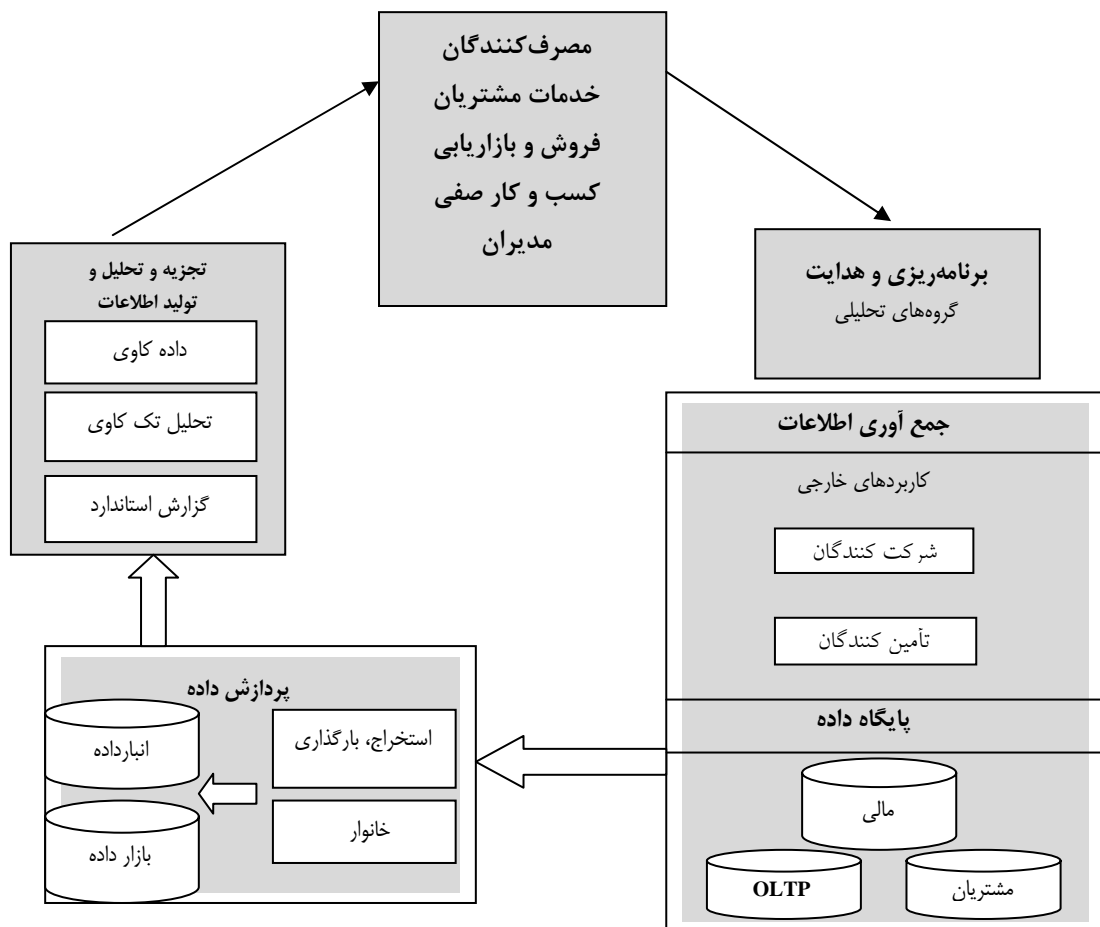 مصرف‌کنندگان
خدمات مشتریان
فروش و بازاریابی
کسب و کار صفی
مدیران
برنامه‌ریزی و هدایت
گروه‌های تحلیلی
تجزیه و تحلیل و
تولید اطلاعات
داده کاوی
تحلیل تک کاوی
گزارش استاندارد
جمع آوری اطلاعات
کاربردهای خارجی
شرکت کنندگان
تأمین کنندگان
پایگاه داده
مالی
مشتریان
OLTP
پردازش داده
استخراج، بارگذاری
خانوار
انبارداده
بازار داده